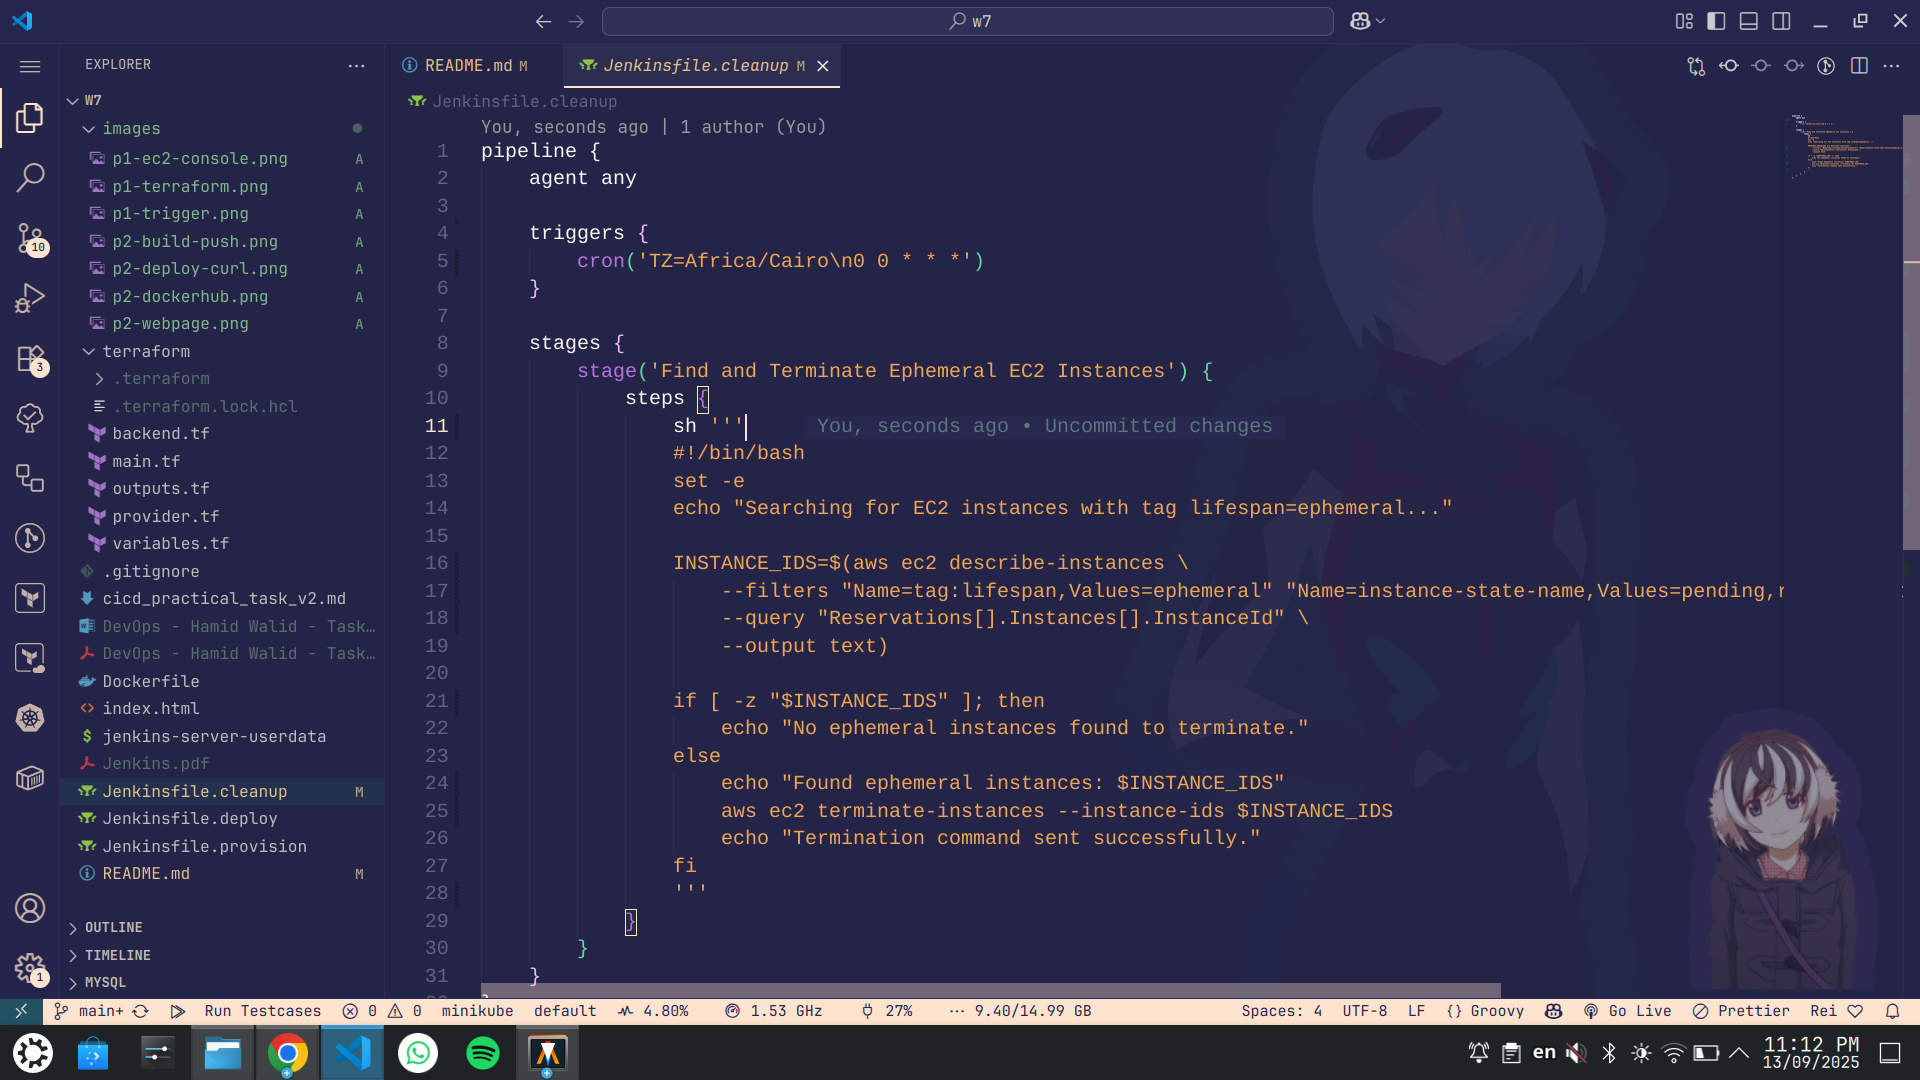 w7
EXPLORER
README.md M
Jenkinsfile.cleanup M
W7
images
p1-ec2-console.png A
p1-terraform.png A
p1-trigger.png A
p2-build-push.png A
p2-deploy-curl.png A
p2-dockerhub.png A
p2-webpage.png A
terraform
.terraform
.terraform.lock.hcl
backend.tf
main.tf
outputs.tf
provider.tf
variables.tf
.gitignore
cicd_practical_task_v2.md
DevOps - Hamid Walid - Task…
DevOps - Hamid Walid - Task…
Dockerfile
index.html
jenkins-server-userdata
Jenkins.pdf
Jenkinsfile.cleanup M
Jenkinsfile.deploy
Jenkinsfile.provision
README.md M
OUTLINE
TIMELINE
MYSQL
10
3
1
Jenkinsfile.cleanup
You, seconds ago | 1 author (You)
1 pipeline {
2 agent any
3
4 triggers {
5 cron('TZ=Africa/Cairo\n0 0 * * *')
6 }
7
8 stages {
9 stage('Find and Terminate Ephemeral EC2 Instances') {
10 steps {
11 sh ''' You, seconds ago • Uncommitted changes
12 #!/bin/bash
13 set -e
14 echo "Searching for EC2 instances with tag lifespan=ephemeral..."
15
16 INSTANCE_IDS=$(aws ec2 describe-instances \
17 --filters "Name=tag:lifespan,Values=ephemeral" "Name=instance-state-name,Values=pending,r
18 --query "Reservations[].Instances[].InstanceId" \
19 --output text)
20
21 if [ -z "$INSTANCE_IDS" ]; then
22 echo "No ephemeral instances found to terminate."
23 else
24 echo "Found ephemeral instances: $INSTANCE_IDS"
25 aws ec2 terminate-instances --instance-ids $INSTANCE_IDS
26 echo "Termination command sent successfully."
27 fi
28 '''
29 }
30 }
31 }
main+ Run Testcases 0 0 minikube default 4.80% 1.53 GHz 27% 9.40/14.99 GB Spaces: 4 UTF-8 LF {} Groovy Go Live Prettier Rei
en 11:12 PM
13/09/2025